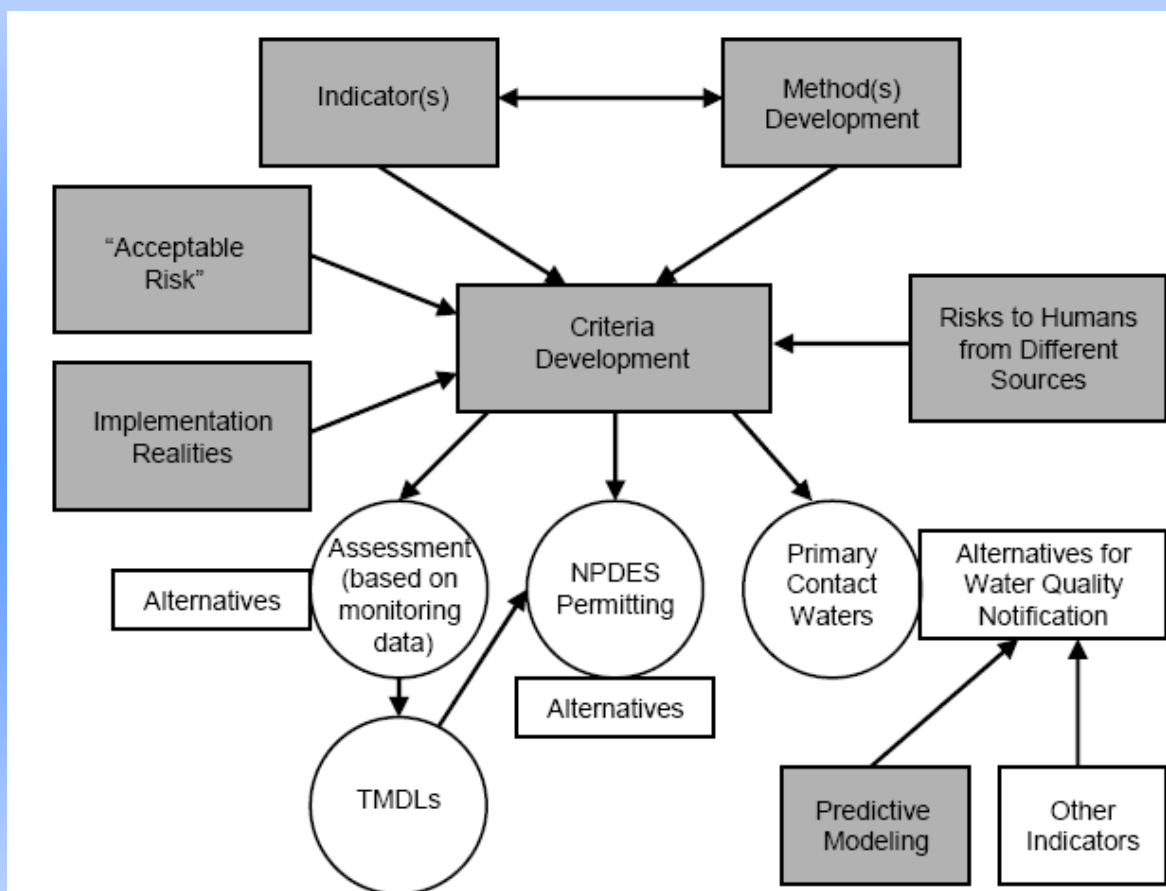 Indicator(s)
Method(s)
Development
“Acceptable
Risk”
Criteria
Development
Risks to Humans
from Different
Sources
Implementation
Realities
Assessment
(based on
monitoring
data)
Alternatives
NPDES
Permitting
Alternatives
Primary
Contact
Waters
Alternatives for
Water Quality
Notification
TMDLs
Predictive
Modeling
Other
Indicators